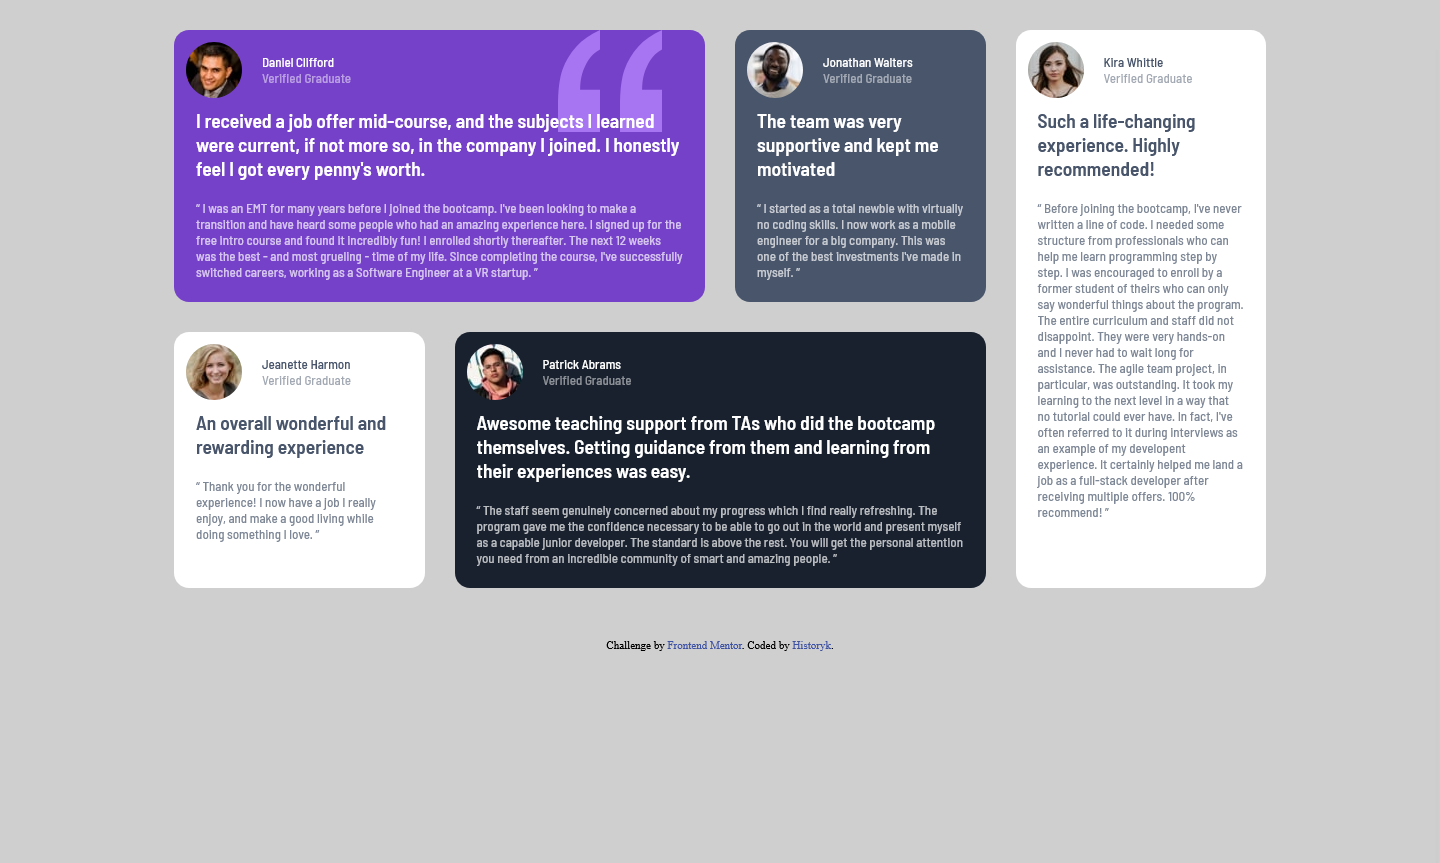 Daniel Clifford
Verified Graduate
I received a job offer mid-course, and the subjects I learned
were current, if not more so, in the company I joined. I honestly
feel I got every penny's worth.
“ I was an EMT for many years before I joined the bootcamp. I've been looking to make a
transition and have heard some people who had an amazing experience here. I signed up for the
free intro course and found it incredibly fun! I enrolled shortly thereafter. The next 12 weeks
was the best - and most grueling - time of my life. Since completing the course, I've successfully
switched careers, working as a Software Engineer at a VR startup. ”
Jonathan Walters
Verified Graduate
The team was very
supportive and kept me
motivated
“ I started as a total newbie with virtually
no coding skills. I now work as a mobile
engineer for a big company. This was
one of the best investments I've made in
myself. ”
Kira Whittle
Verified Graduate
Such a life-changing
experience. Highly
recommended!
“ Before joining the bootcamp, I've never
written a line of code. I needed some
structure from professionals who can
help me learn programming step by
step. I was encouraged to enroll by a
former student of theirs who can only
say wonderful things about the program.
The entire curriculum and staff did not
disappoint. They were very hands-on
and I never had to wait long for
assistance. The agile team project, in
particular, was outstanding. It took my
learning to the next level in a way that
no tutorial could ever have. In fact, I've
often referred to it during interviews as
an example of my developent
experience. It certainly helped me land a
job as a full-stack developer after
receiving multiple offers. 100%
recommend! ”
Jeanette Harmon
Verified Graduate
An overall wonderful and
rewarding experience
“ Thank you for the wonderful
experience! I now have a job I really
enjoy, and make a good living while
doing something I love. ”
Patrick Abrams
Verified Graduate
Awesome teaching support from TAs who did the bootcamp
themselves. Getting guidance from them and learning from
their experiences was easy.
“ The staff seem genuinely concerned about my progress which I find really refreshing. The
program gave me the confidence necessary to be able to go out in the world and present myself
as a capable junior developer. The standard is above the rest. You will get the personal attention
you need from an incredible community of smart and amazing people. ”
Challenge by Frontend Mentor. Coded by Historyk.